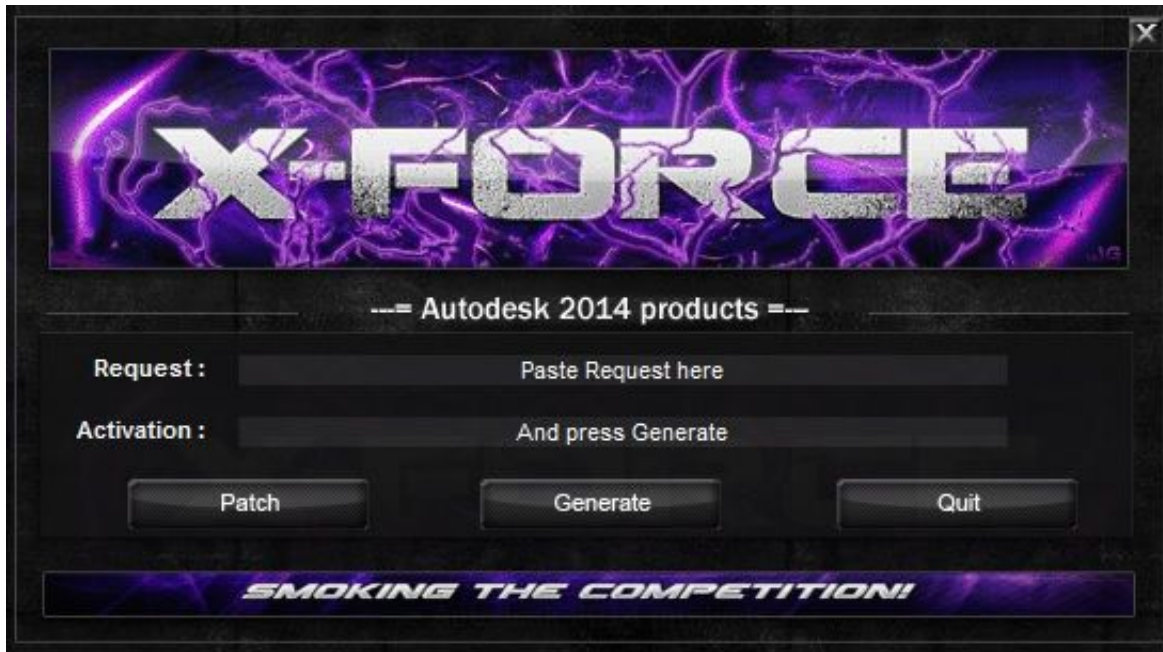 X
X-FORCE
---= Autodesk 2014 products =---
Request :
Paste Request here
Activation :
And press Generate
Patch
Generate
Quit
SMOKING THE COMPETITION!